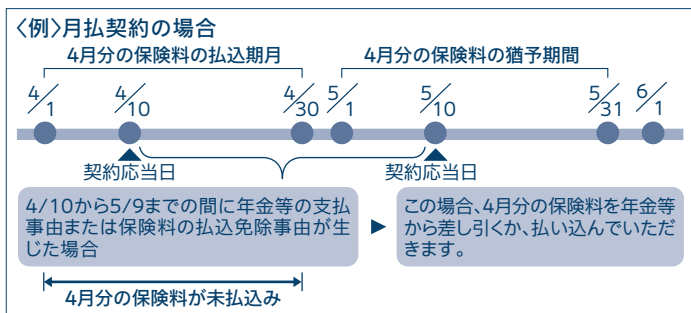 〈例〉月払契約の場合
4月分の保険料の払込期月
4月分の保険料の猶予期間
4/1
4/10
4/30
5/1
5/10
5/31
6/1
契約応当日
契約応当日
4/10から5/9までの間に年金等の支払
事由または保険料の払込免除事由が生
じた場合
この場合、4月分の保険料を年金等
から差し引くか、払い込んでいただ
きます。
4月分の保険料が未払込み